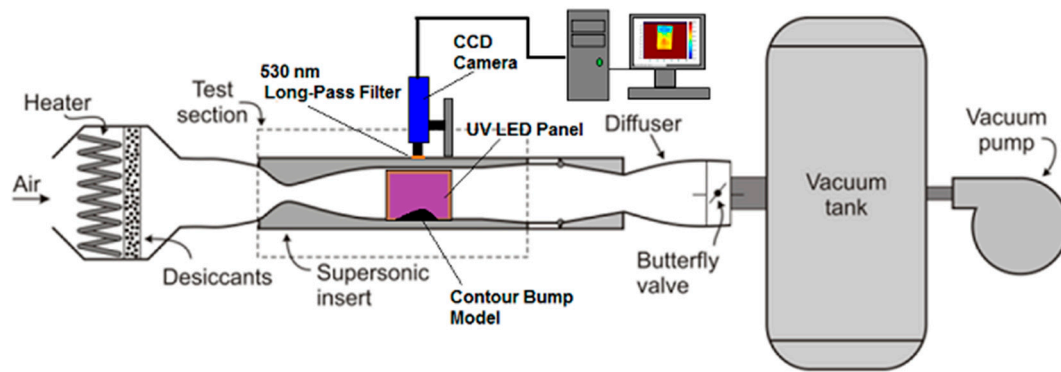 CCD
Camera
530 nm
Long-Pass Filter
Heater
Test
section
UV LED Panel
Diffuser
Vacuum
pump
Air
Vacuum
tank
Desiccants
Supersonic
insert
Butterfly
valve
Contour Bump
Model